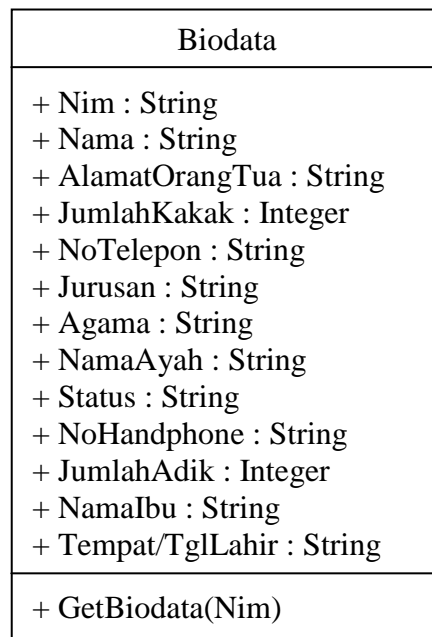 Biodata
+ Nim : String
+ Nama : String
+ AlamatOrangTua : String
+ JumlahKakak : Integer
+ NoTelepon : String
+ Jurusan : String
+ Agama : String
+ NamaAyah : String
+ Status : String
+ NoHandphone : String
+ JumlahAdik : Integer
+ NamaIbu : String
+ Tempat/TglLahir : String
+ GetBiodata(Nim)